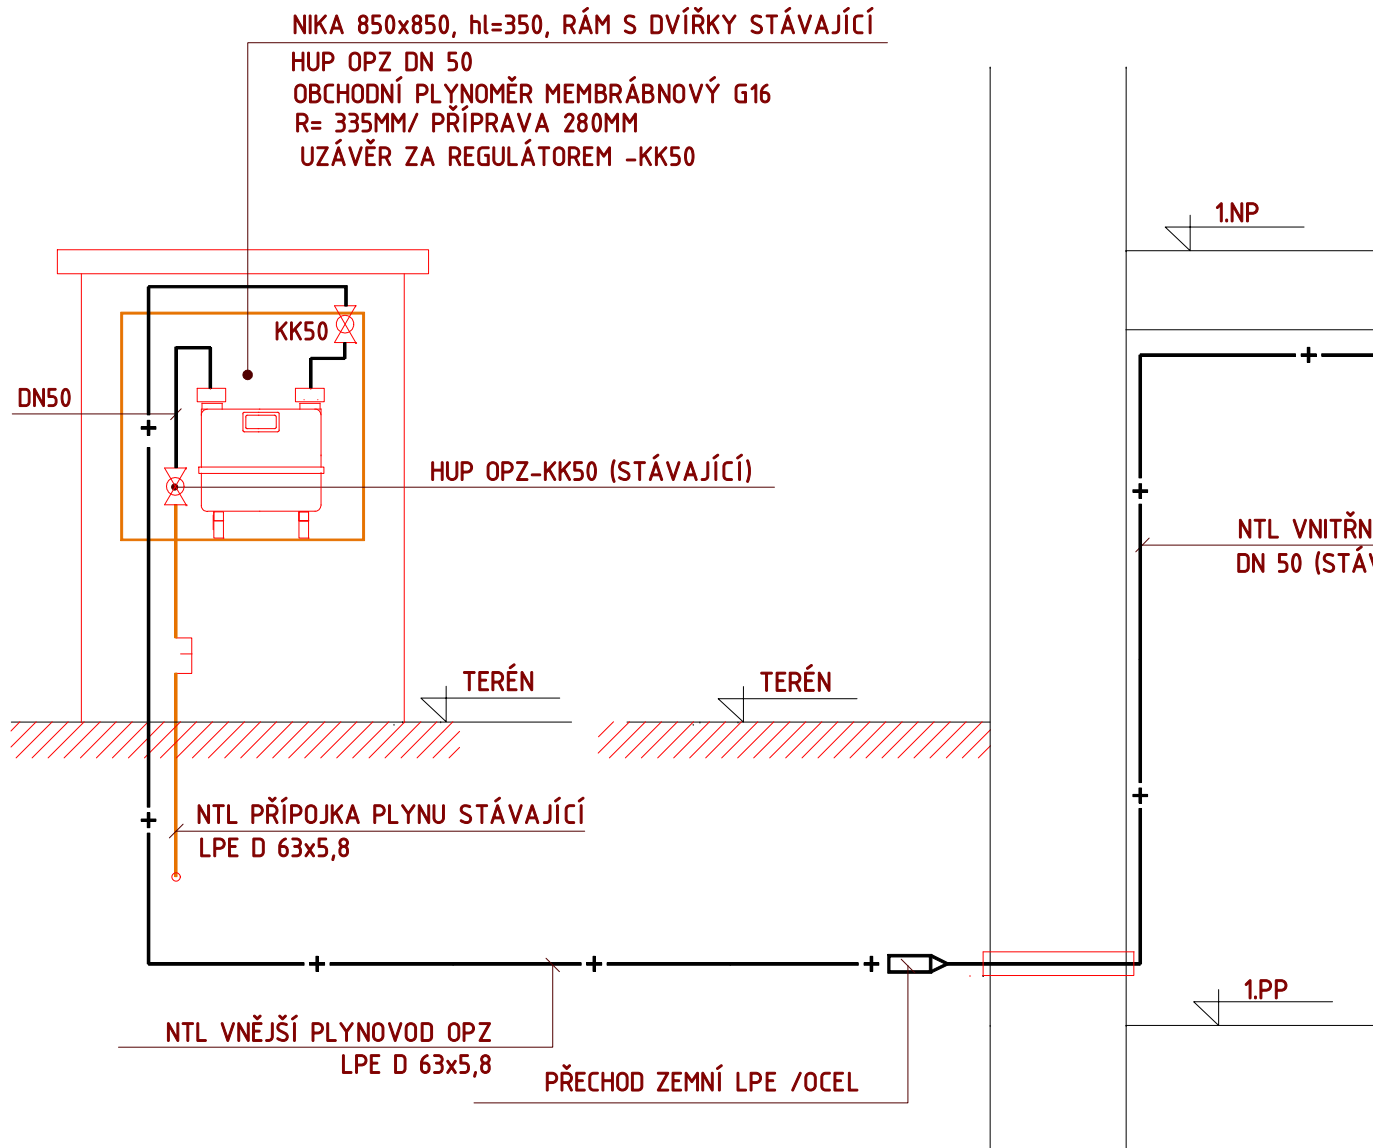 NIKA 850x850, hl=350, RÁM S DVÍŘKY STÁVAJÍCÍ
HUP OPZ DN 50
OBCHODNÍ PLYNOMĚR MEMBRÁBNOVÝ G16
R= 335MM/ PŘÍPRAVA 280MM
UZÁVĚR ZA REGULÁTOREM -KK50
1.NP
KK50
DN50
HUP OPZ-KK50 (STÁVAJÍCÍ)
NTL VNITŘN
DN 50 (STÁV
TERÉN
TERÉN
NTL PŘÍPOJKA PLYNU STÁVAJÍCÍ
LPE D 63x5,8
1.PP
NTL VNĚJŠÍ PLYNOVOD OPZ
LPE D 63x5,8
PŘECHOD ZEMNÍ LPE /OCEL